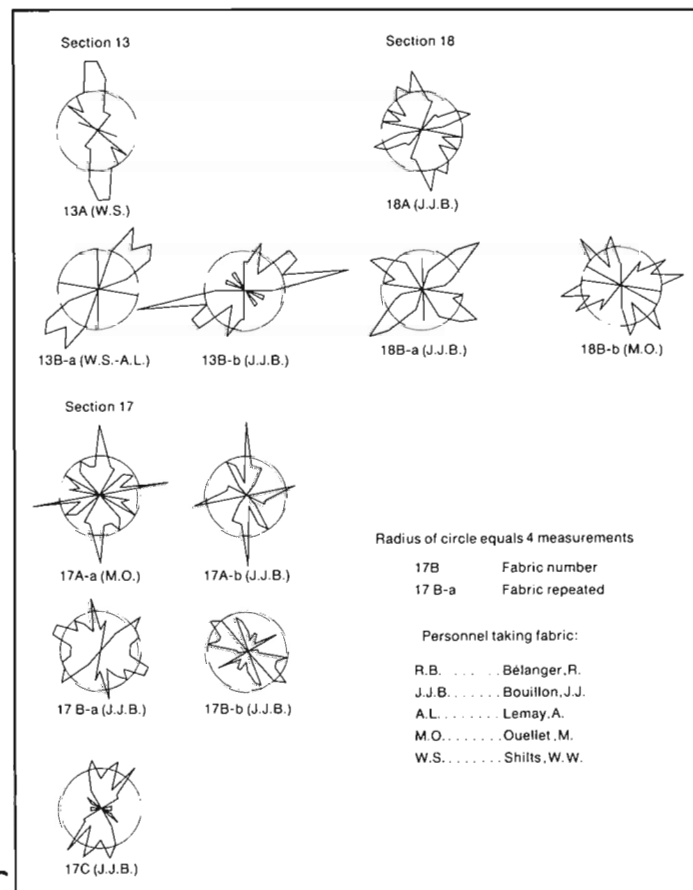 Section 13
Section 18
13A (W.S.)
18A (J.J.B.)
13B-a (W.S.-A.L.)
13B-b (J.J.B.)
18B-a (J.J.B.)
18B-b (M.O.)
Section 17
17A-a (M.O.)
17A-b (J.J.B.)
17 B-a (J.J.B.)
17B-b (J.J.B.)
17C (J.J.B.)
Radius of circle equals 4 measurements
17B Fabric number
17 B-a Fabric repeated
Personnel taking fabric:
R.B. . . . . . Bélanger, R.
J.J.B. . . . . . . Bouillon, J.J.
A.L. . . . . . . . Lemay, A.
M.O. . . . . . . . Ouellet, M.
W.S. . . . . . . . Shilts, W.W.